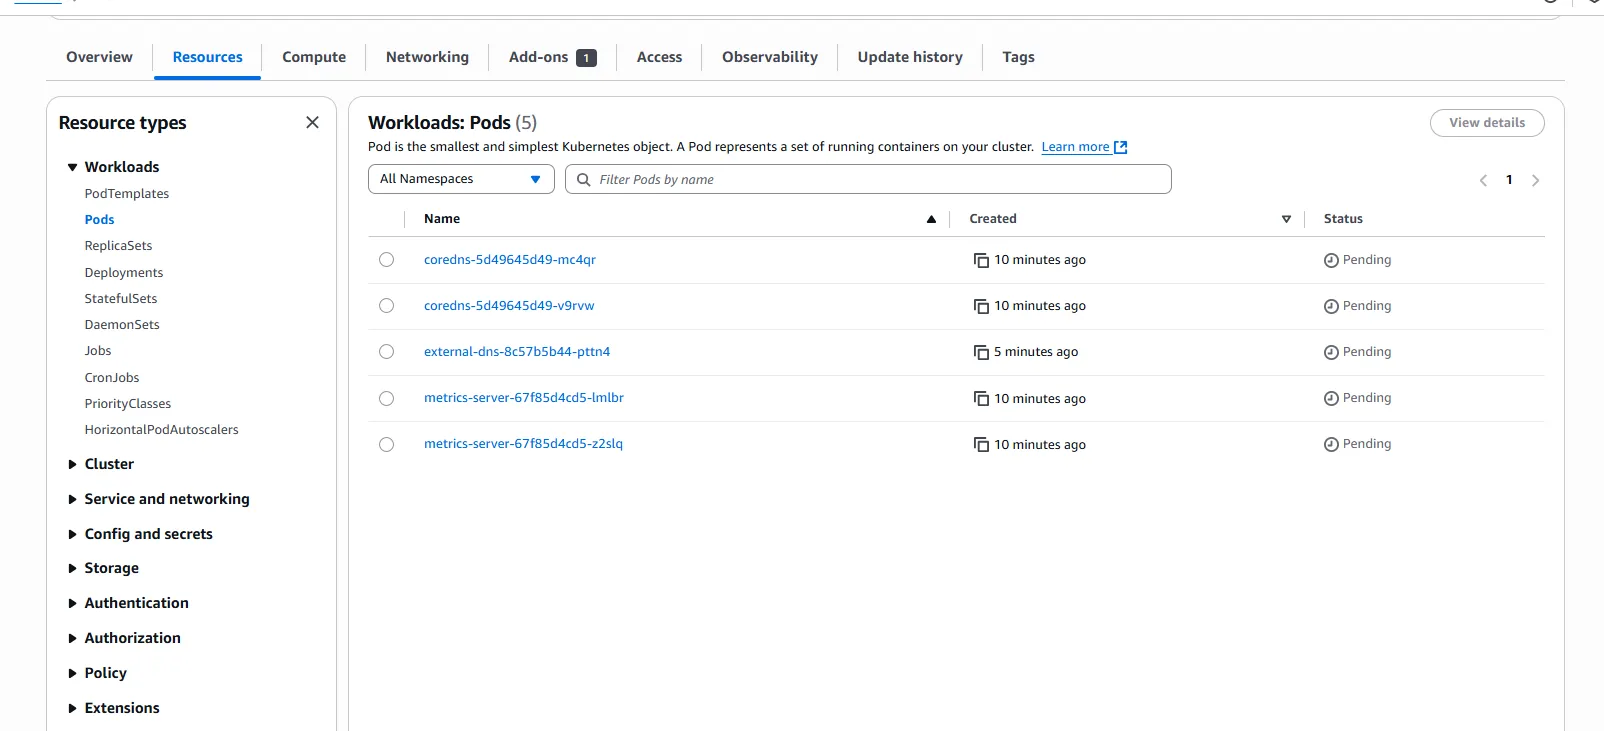 Overview Resources Compute Networking Add-ons 1 Access Observability Update history Tags
Resource types
Workloads
PodTemplates
Pods
ReplicaSets
Deployments
StatefulSets
DaemonSets
Jobs
CronJobs
PriorityClasses
HorizontalPodAutoscalers
Cluster
Service and networking
Config and secrets
Storage
Authentication
Authorization
Policy
Extensions
Workloads: Pods (5)
View details
Pod is the smallest and simplest Kubernetes object. A Pod represents a set of running containers on your cluster. Learn more
All Namespaces Filter Pods by name 1
Name Created Status
coredns-5d49645d49-mc4qr 10 minutes ago Pending
coredns-5d49645d49-v9rvw 10 minutes ago Pending
external-dns-8c57b5b44-pttn4 5 minutes ago Pending
metrics-server-67f85d4cd5-lmlbr 10 minutes ago Pending
metrics-server-67f85d4cd5-z2slq 10 minutes ago Pending